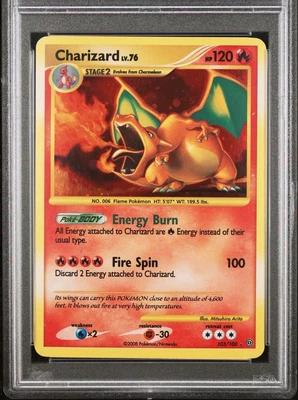 Charizard LV.76
HP 120
STAGE 2 Evolves from Charmeleon
NO. 006 Flame Pokémon HT: 5'07" WT: 199.5 lbs.
Poké-BODY Energy Burn
All Energy attached to Charizard are Energy instead of
their usual type.
Fire Spin 100
Discard 2 Energy attached to Charizard.
Its wings can carry this POKéMON close to an altitude of 4,600
feet. It blows out fire at very high temperatures.
Illus. Mitsuhiro Arita
weakness resistance retreat cost
×2 -30
©2008 Pokémon/Nintendo
103/100